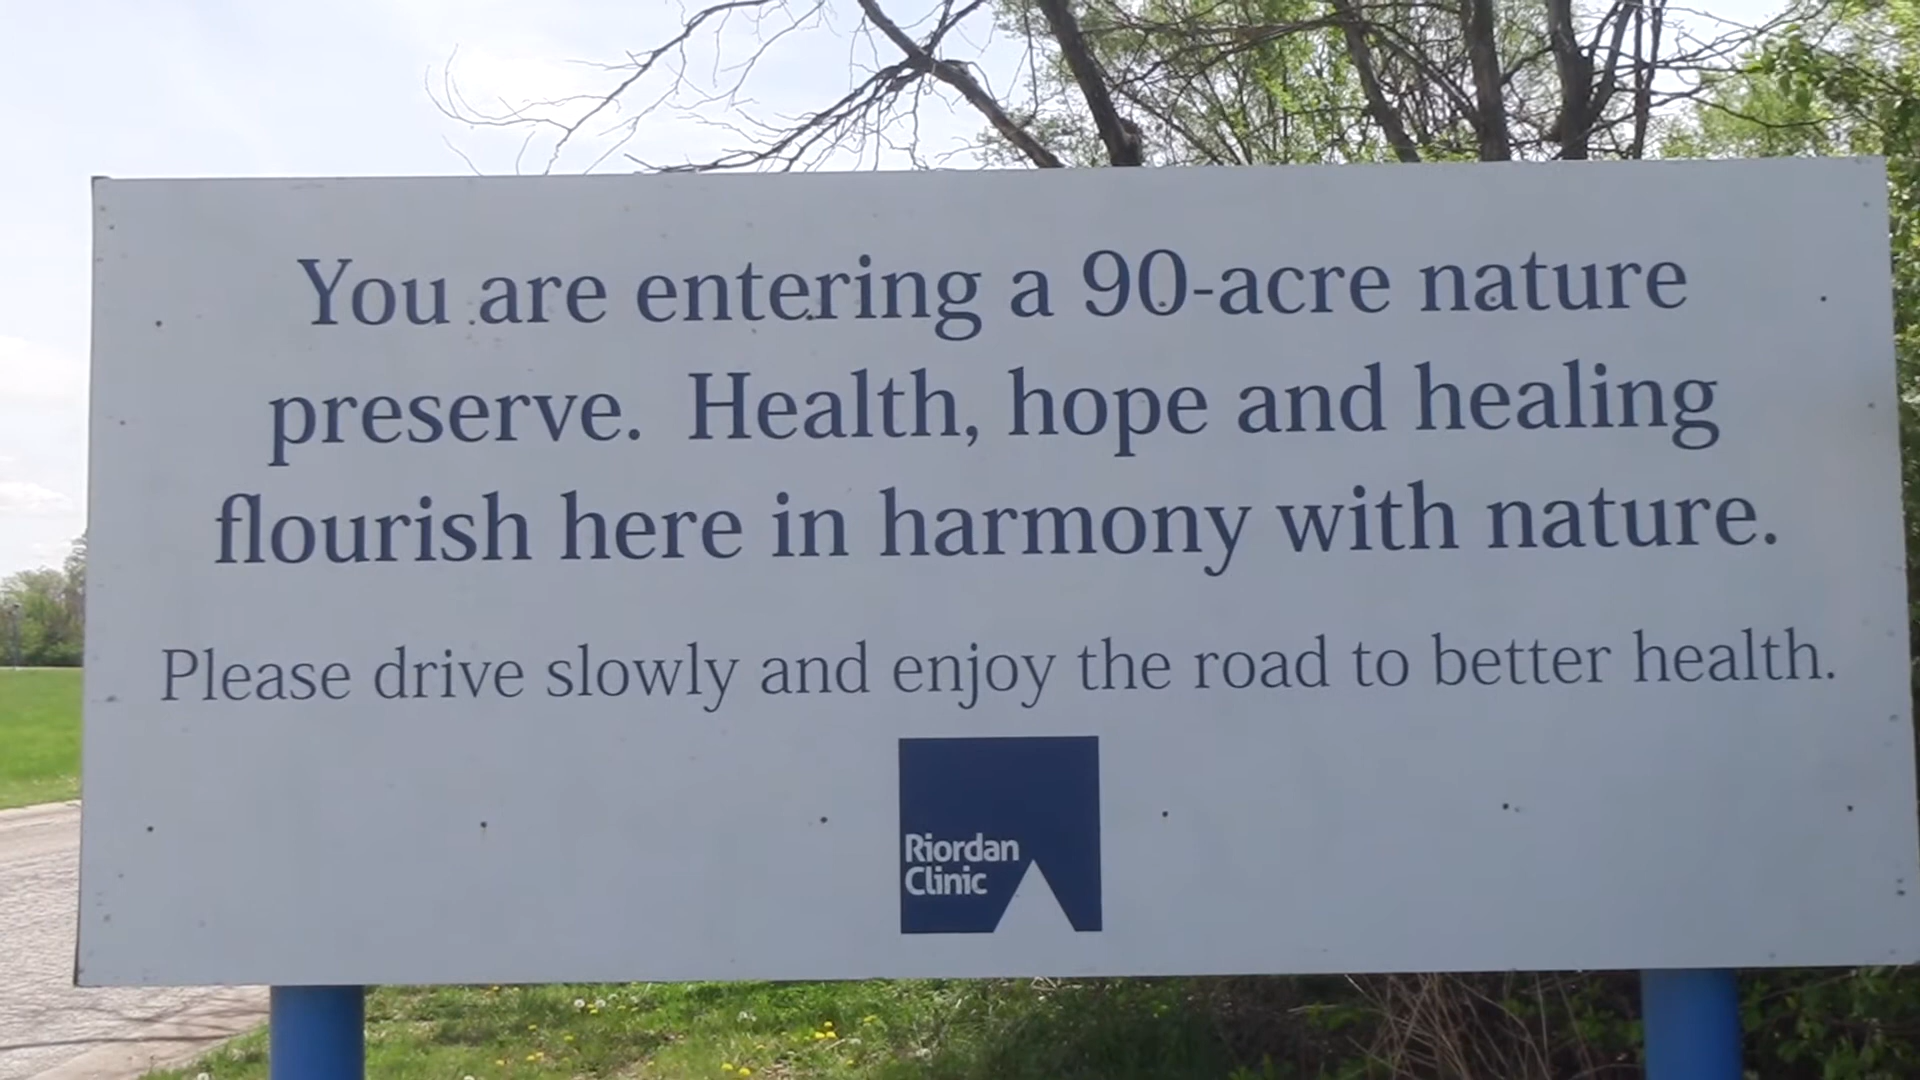 You are entering a 90-acre nature
preserve. Health, hope and healing
flourish here in harmony with nature.
Please drive slowly and enjoy the road to better health.
Riordan
Clinic